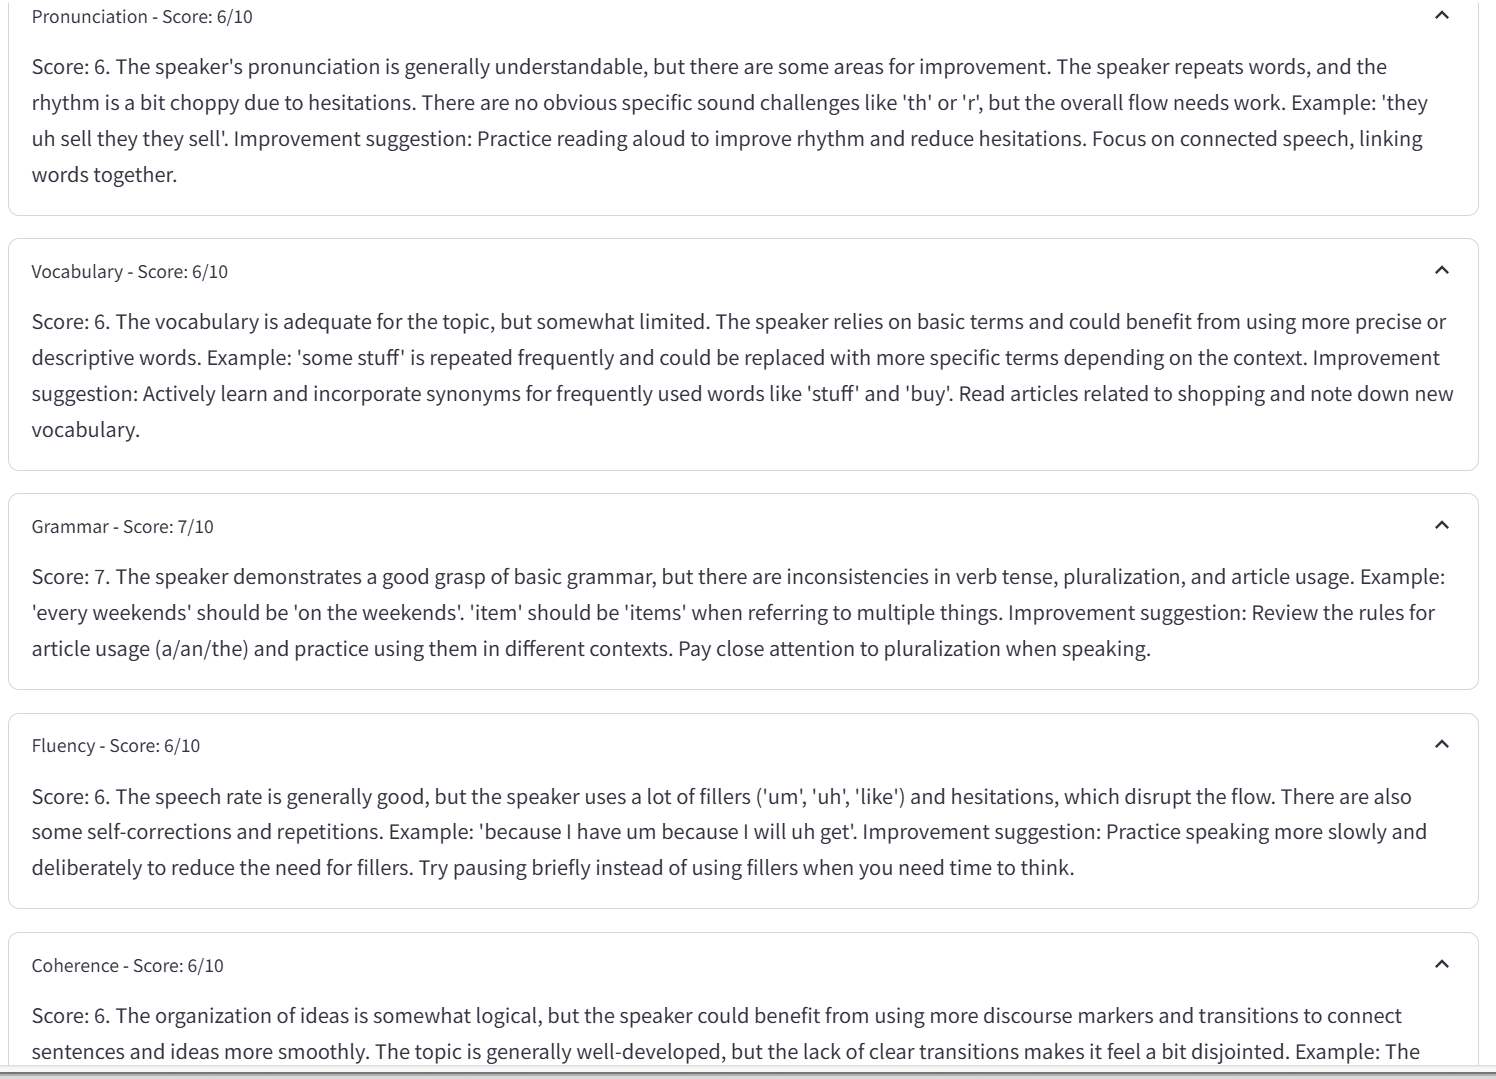 Pronunciation - Score: 6/10
Score: 6. The speaker's pronunciation is generally understandable, but there are some areas for improvement. The speaker repeats words, and the
rhythm is a bit choppy due to hesitations. There are no obvious specific sound challenges like 'th' or 'r', but the overall flow needs work. Example: 'they
uh sell they they sell'. Improvement suggestion: Practice reading aloud to improve rhythm and reduce hesitations. Focus on connected speech, linking
words together.
Vocabulary - Score: 6/10
Score: 6. The vocabulary is adequate for the topic, but somewhat limited. The speaker relies on basic terms and could benefit from using more precise or
descriptive words. Example: 'some stuff' is repeated frequently and could be replaced with more specific terms depending on the context. Improvement
suggestion: Actively learn and incorporate synonyms for frequently used words like 'stuff' and 'buy'. Read articles related to shopping and note down new
vocabulary.
Grammar - Score: 7/10
Score: 7. The speaker demonstrates a good grasp of basic grammar, but there are inconsistencies in verb tense, pluralization, and article usage. Example:
'every weekends' should be 'on the weekends'. 'item' should be 'items' when referring to multiple things. Improvement suggestion: Review the rules for
article usage (a/an/the) and practice using them in different contexts. Pay close attention to pluralization when speaking.
Fluency - Score: 6/10
Score: 6. The speech rate is generally good, but the speaker uses a lot of fillers ('um', 'uh', 'like') and hesitations, which disrupt the flow. There are also
some self-corrections and repetitions. Example: 'because I have um because I will uh get'. Improvement suggestion: Practice speaking more slowly and
deliberately to reduce the need for fillers. Try pausing briefly instead of using fillers when you need time to think.
Coherence - Score: 6/10
Score: 6. The organization of ideas is somewhat logical, but the speaker could benefit from using more discourse markers and transitions to connect
sentences and ideas more smoothly. The topic is generally well-developed, but the lack of clear transitions makes it feel a bit disjointed. Example: The